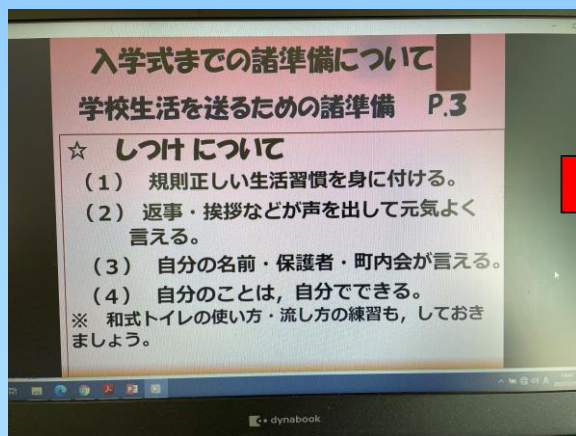 入学式までの諸準備について
学校生活を送るための諸準備　P.3
☆　しつけ について
（１）　規則正しい生活習慣を身に付ける。
（２）　返事・挨拶などが声を出して元気よく
言える。
（３）　自分の名前・保護者・町内会が言える。
（４）　自分のことは，自分でできる。
※　和式トイレの使い方・流し方の練習も，しておき
ましょう。
dynabook